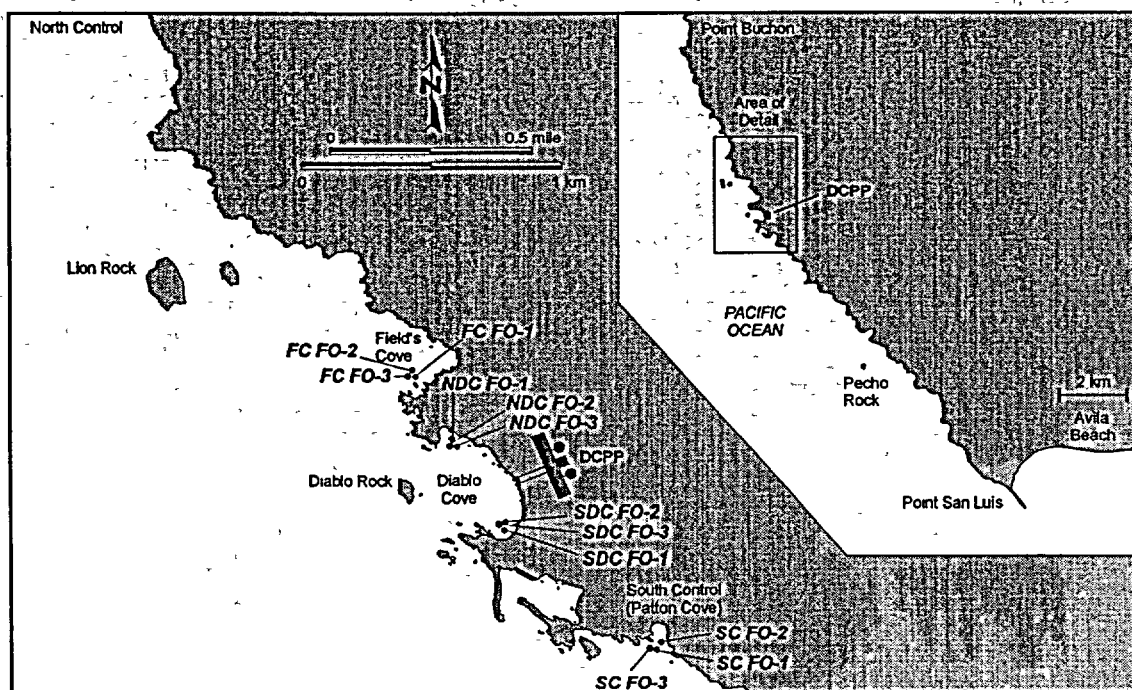 North Control
N
0
0.5 mile
0
1 km
Lion Rock
Field's
Cove
FC FO-1
FC FO-2
FC FO-3
NDC FO-1
NDC FO-2
NDC FO-3
DCPP
Diablo Rock
Diablo
Cove
SDC FO-2
SDC FO-3
SDC FO-1
South Control
(Patton Cove)
SC FO-2
SC FO-1
SC FO-3
Point Buchon
Area of
Detail
DCPP
PACIFIC
OCEAN
Pecho
Rock
2 km
Avila
Beach
Point San Luis